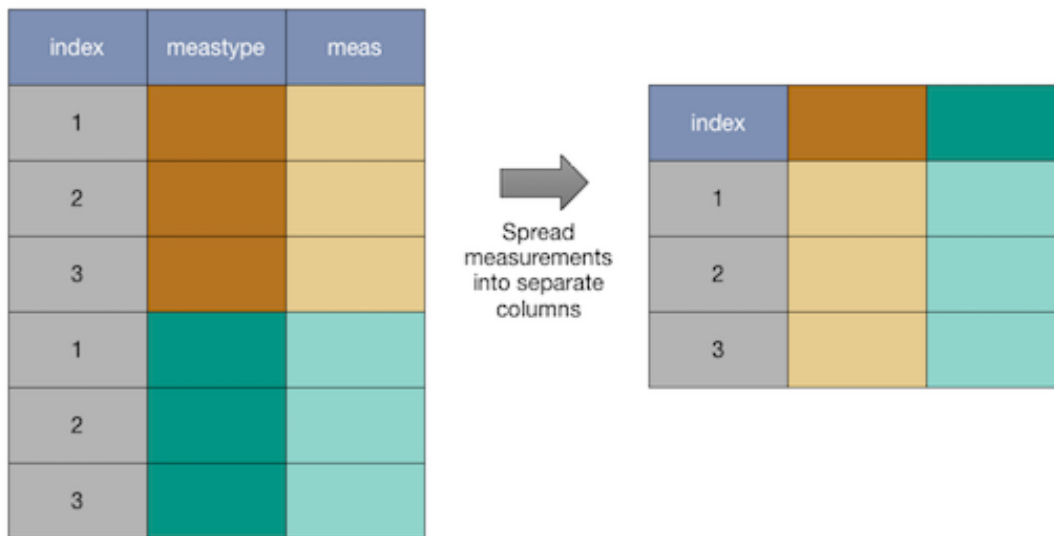 index meastype meas
1
2
3
1
2
3
Spread
measurements
into separate
columns
index
1
2
3